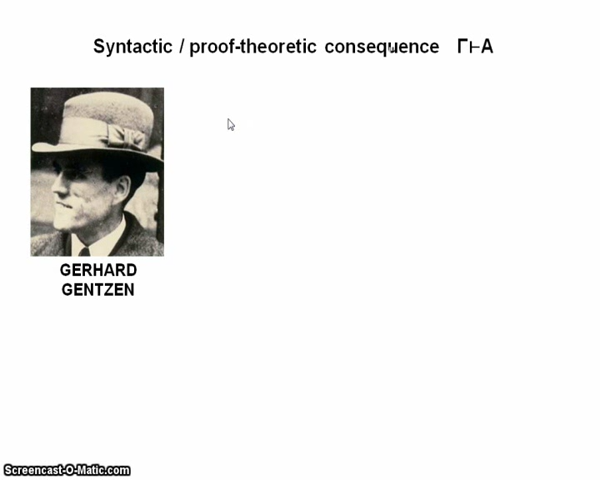 Syntactic / proof-theoretic consequence Γ⊢A
GERHARD
GENTZEN
Screencast-O-Matic.com